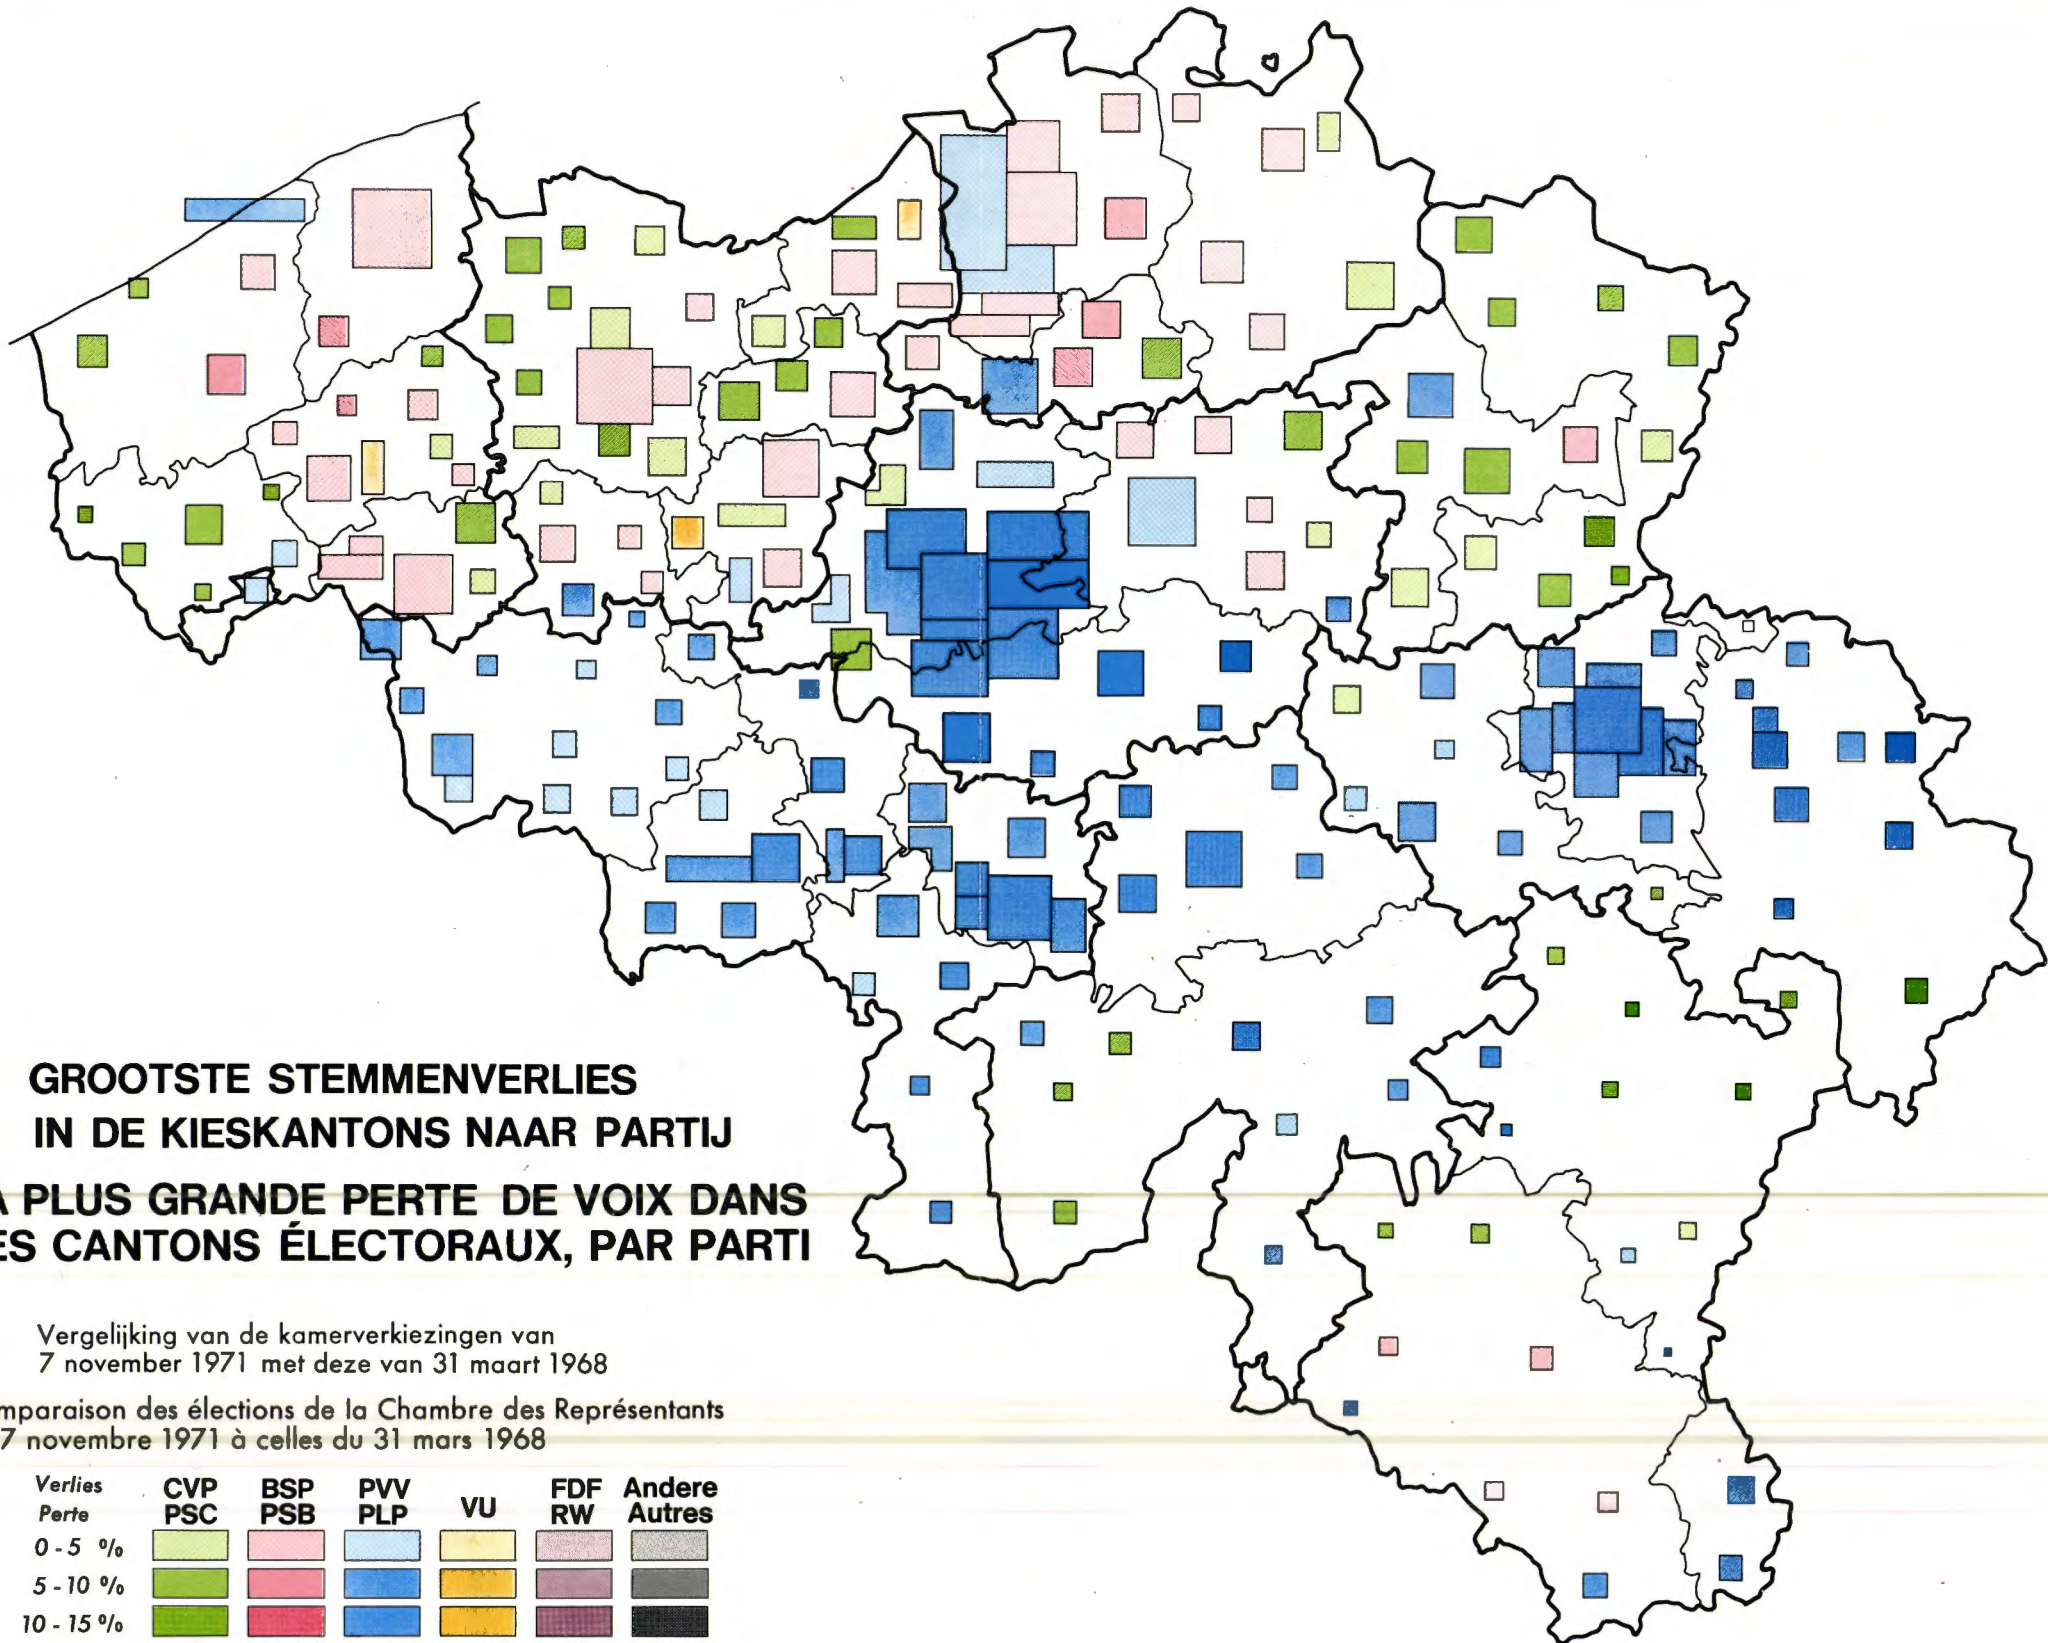 GROOTSTE STEMMENVERLIES
IN DE KIESKANTONS NAAR PARTIJ
A PLUS GRANDE PERTE DE VOIX DANS
ES CANTONS ÉLECTORAUX, PAR PARTI
Vergelijking van de kamerverkiezingen van
7 november 1971 met deze van 31 maart 1968
mparaison des élections de la Chambre des Représentants
7 novembre 1971 à celles du 31 mars 1968
Verlies CVP BSP PVV VU FDF Andere
Perte PSC PSB PLP RW Autres
0-5 %
5-10 %
10-15 %